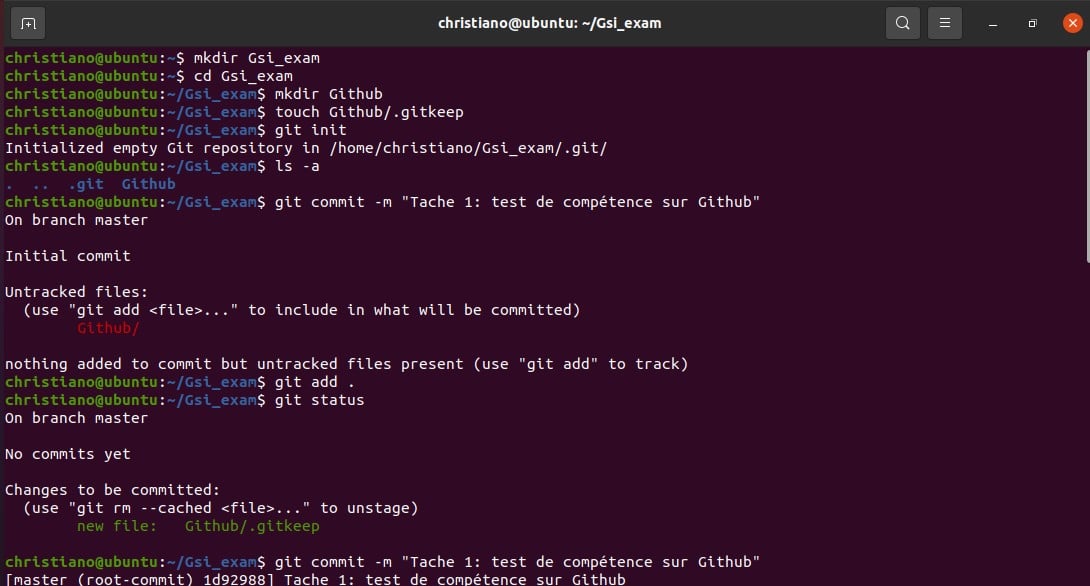 christiano@ubuntu: ~/Gsi_exam
christiano@ubuntu:~$ mkdir Gsi_exam
christiano@ubuntu:~$ cd Gsi_exam
christiano@ubuntu:~/Gsi_exam$ mkdir Github
christiano@ubuntu:~/Gsi_exam$ touch Github/.gitkeep
christiano@ubuntu:~/Gsi_exam$ git init
Initialized empty Git repository in /home/christiano/Gsi_exam/.git/
christiano@ubuntu:~/Gsi_exam$ ls -a
.  ..  .git  Github
christiano@ubuntu:~/Gsi_exam$ git commit -m "Tache 1: test de compétence sur Github"
On branch master
Initial commit
Untracked files:
  (use "git add <file>..." to include in what will be committed)
        Github/
nothing added to commit but untracked files present (use "git add" to track)
christiano@ubuntu:~/Gsi_exam$ git add .
christiano@ubuntu:~/Gsi_exam$ git status
On branch master
No commits yet
Changes to be committed:
  (use "git rm --cached <file>..." to unstage)
        new file:   Github/.gitkeep
christiano@ubuntu:~/Gsi_exam$ git commit -m "Tache 1: test de compétence sur Github"
[master (root-commit) 1d92988] Tache 1: test de compétence sur Github